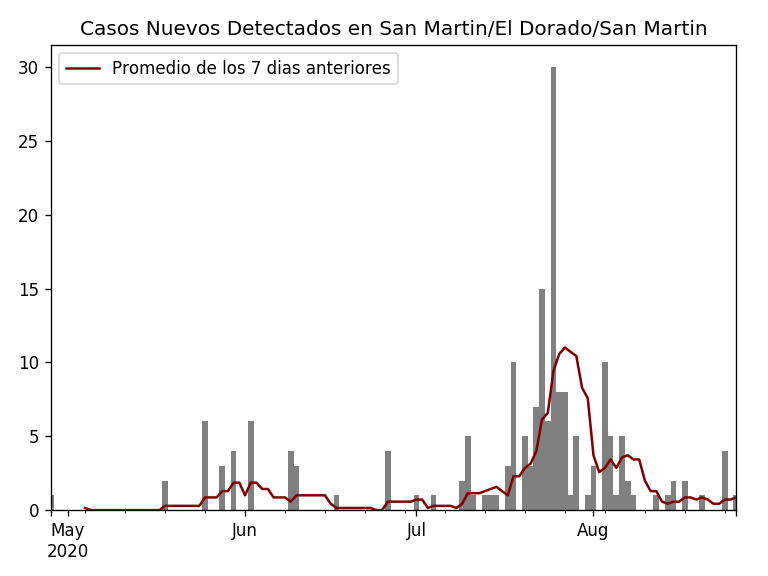 Casos Nuevos Detectados en San Martin/El Dorado/San Martin
Promedio de los 7 dias anteriores
30
25
20
15
10
5
0
May
2020
Jun
Jul
Aug